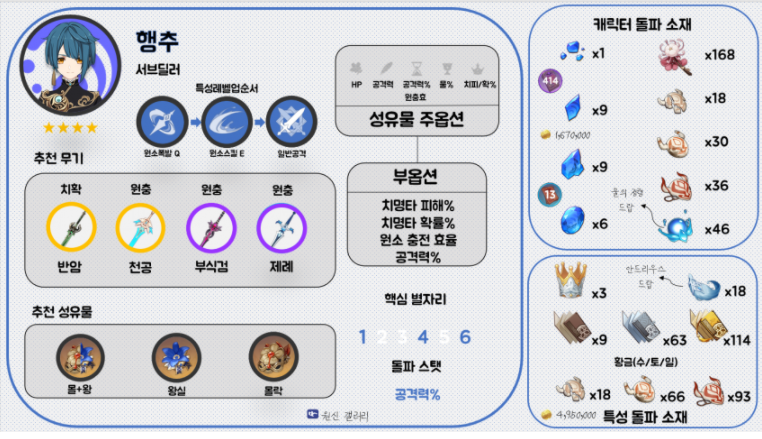 행추
서브딜러
특성레벨업순서
원소폭발 Q
원소스킬 E
일반공격
추천 무기
치확
원충
원충
원충
반암
천공
부식검
제례
추천 성유물
몰+왕
왕실
몰락
HP
공격력
공격력%
물%
치피/확%
원충효
성유물 주옵션
부옵션
치명타 피해%
치명타 확률%
원소 충전 효율
공격력%
핵심 별자리
1 2 3 4 5 6
돌파 스탯
공격력%
원신 갤러리
캐릭터 돌파 소재
x1
x168
414
x9
x18
1,670,000
x30
x9
x36
13
드랍
x6
x46
x3
안드리우스
드랍
x18
x9
x63
x114
황금(수/토/일)
x18
x66
x93
4,950,000
특성 돌파 소재